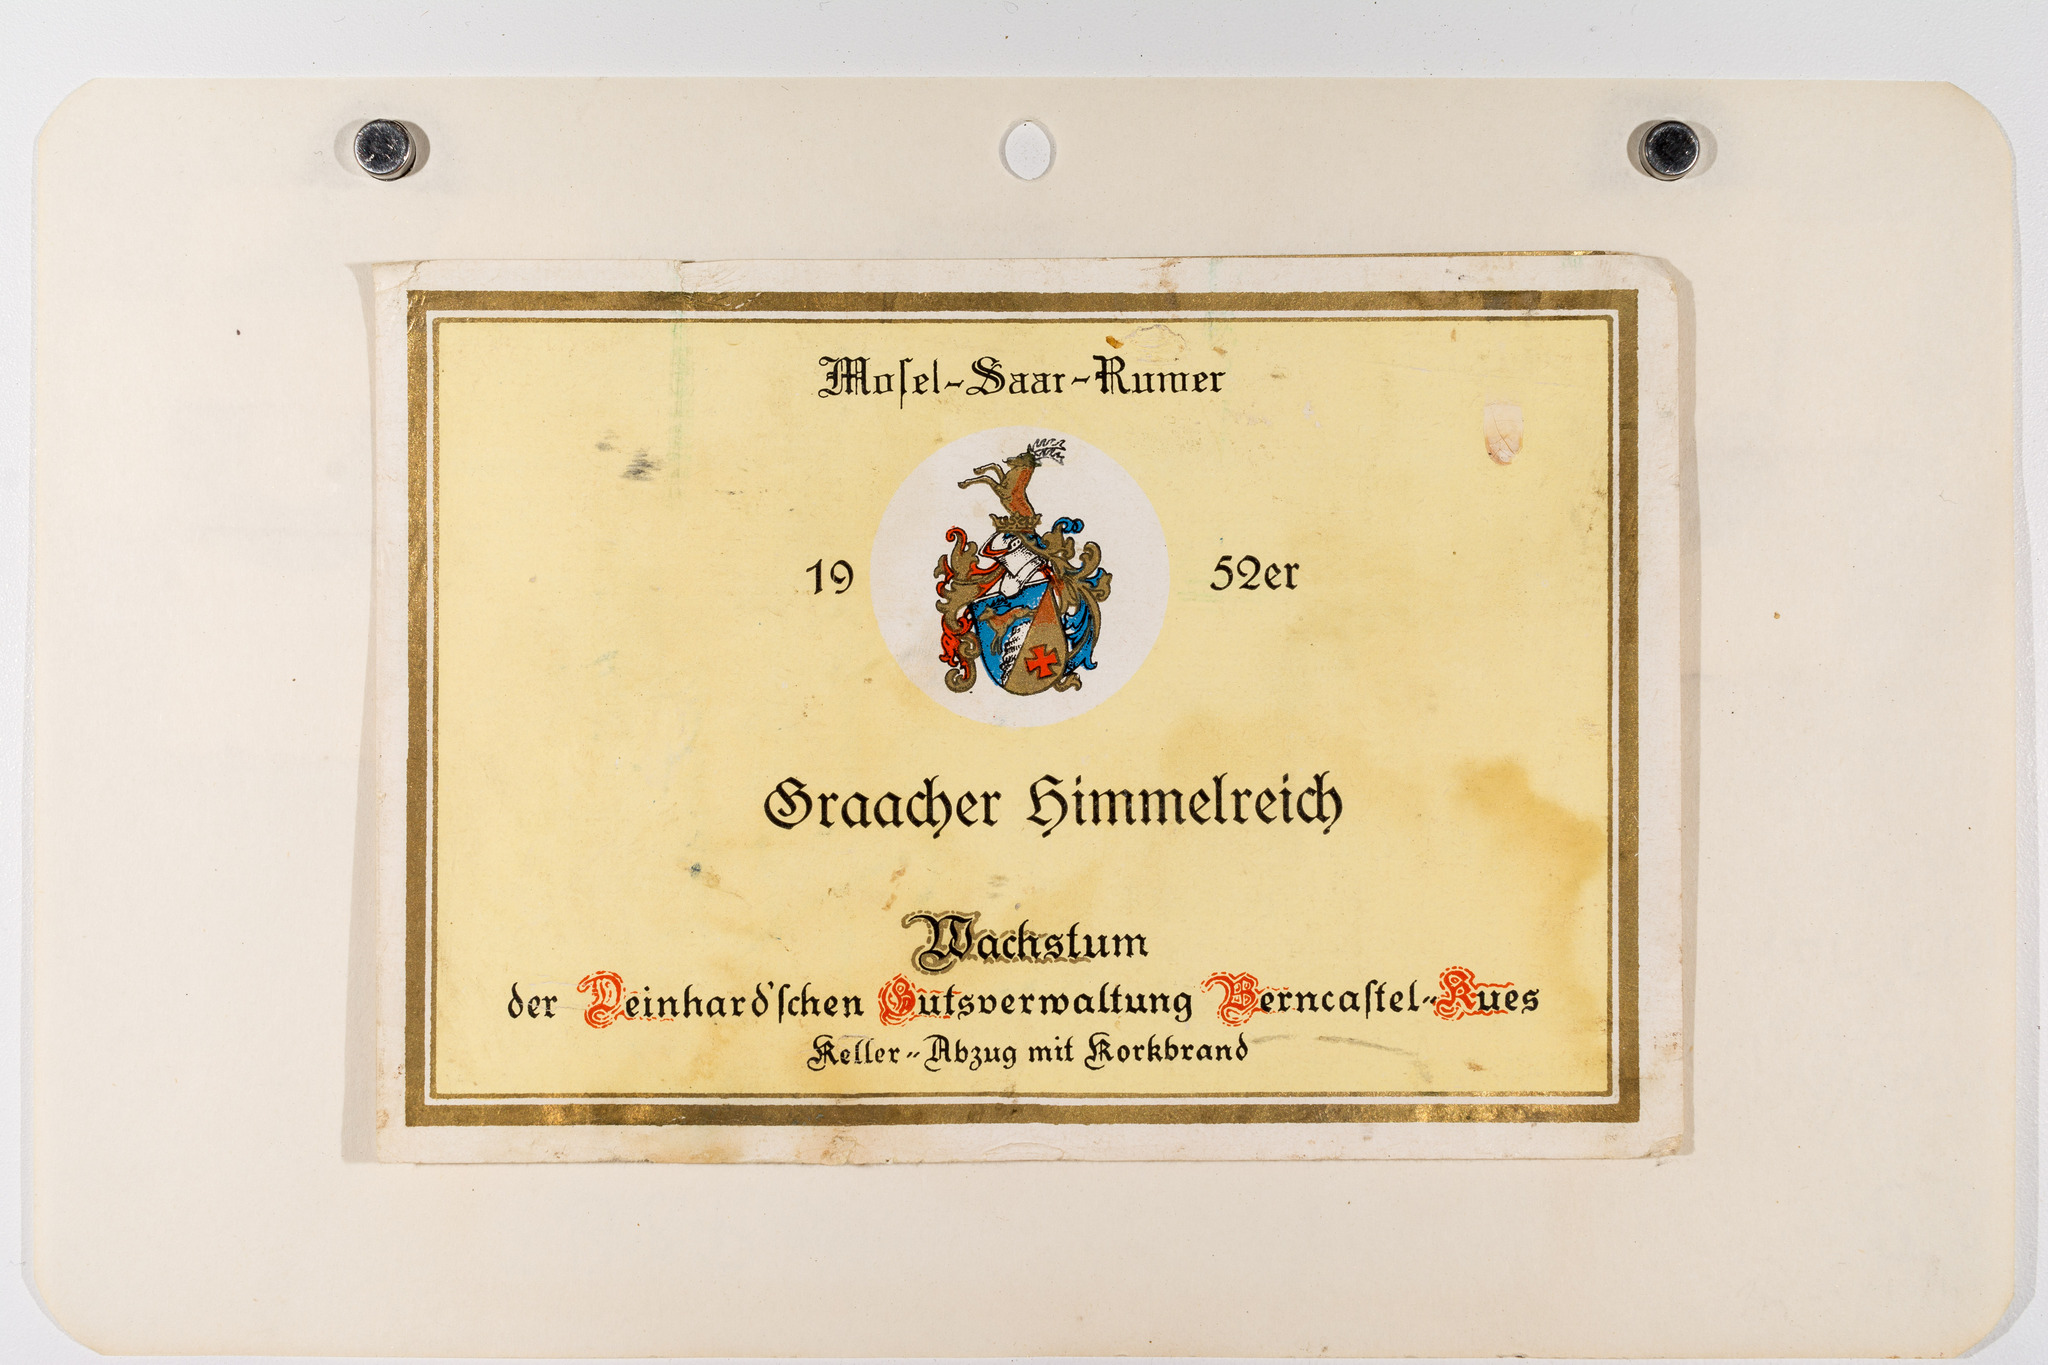 Moſel-Saar-Ruwer
19 52er
Graacher Himmelreich
Wachstum
der Deinhard'ſchen Gutsverwaltung Berncaſtel-Kues
Keller-Abzug mit Korkbrand